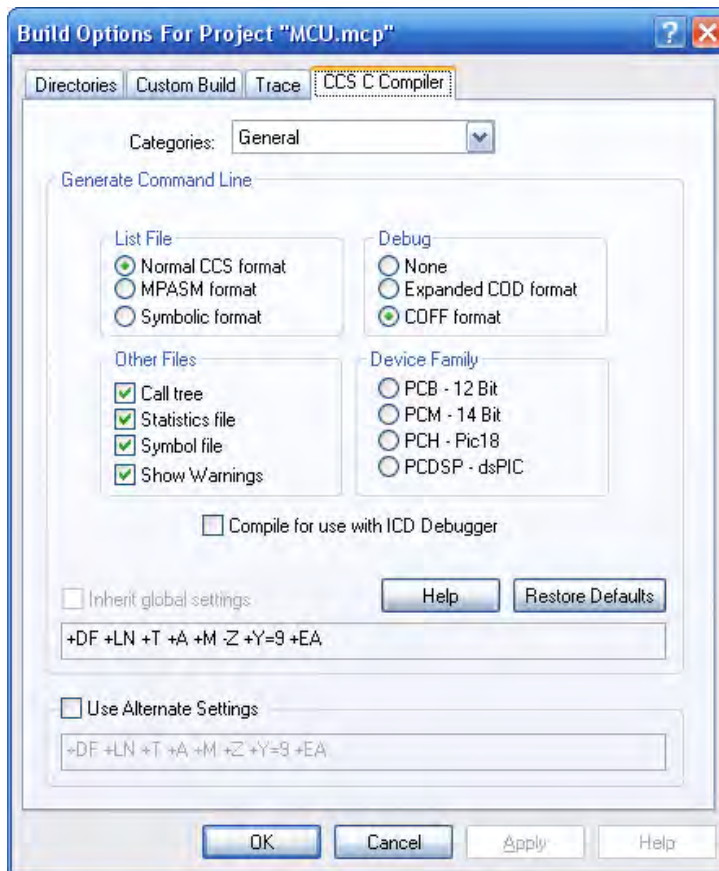 Build Options For Project "MCU.mcp"
Directories Custom Build Trace CCS C Compiler
Categories: General
Generate Command Line
List File
Normal CCS format
MPASM format
Symbolic format
Debug
None
Expanded COD format
COFF format
Other Files
Call tree
Statistics file
Symbol file
Show Warnings
Device Family
PCB - 12 Bit
PCM - 14 Bit
PCH - Pic18
PCDSP - dsPIC
Compile for use with ICD Debugger
Inherit global settings Help Restore Defaults
+DF +LN +T +A +M -Z +Y=9 +EA
Use Alternate Settings
+DF +LN +T +A +M +Z +Y=9 +EA
OK Cancel Apply Help